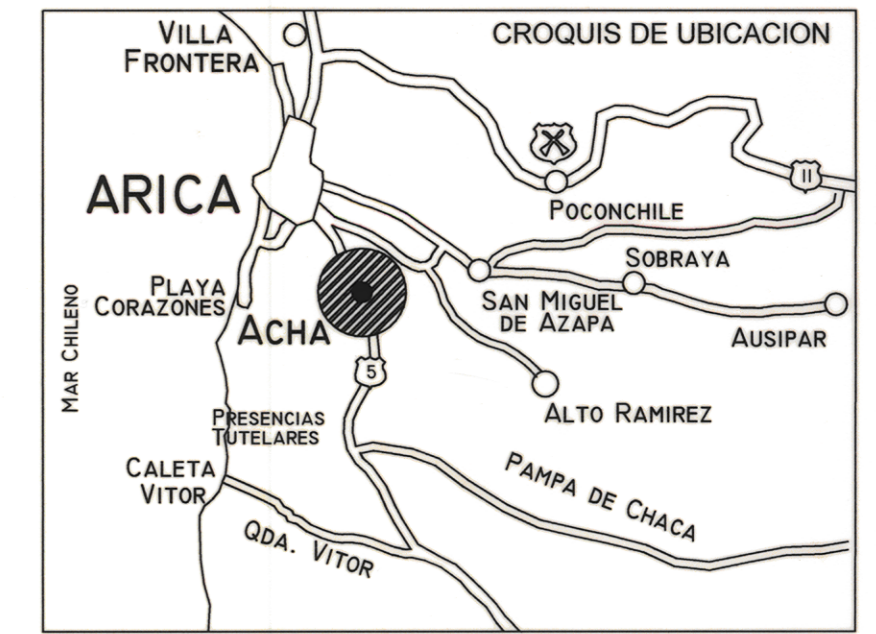 CROQUIS DE UBICACION
VILLA
FRONTERA
ARICA
11
POCONCHILE
SOBRAYA
PLAYA
CORAZONES
SAN MIGUEL
DE AZAPA
ACHA
AUSIPAR
MAR CHILENO
5
ALTO RAMIREZ
PRESENCIAS
TUTELARES
CALETA
VITOR
PAMPA DE CHACA
QDA. VITOR